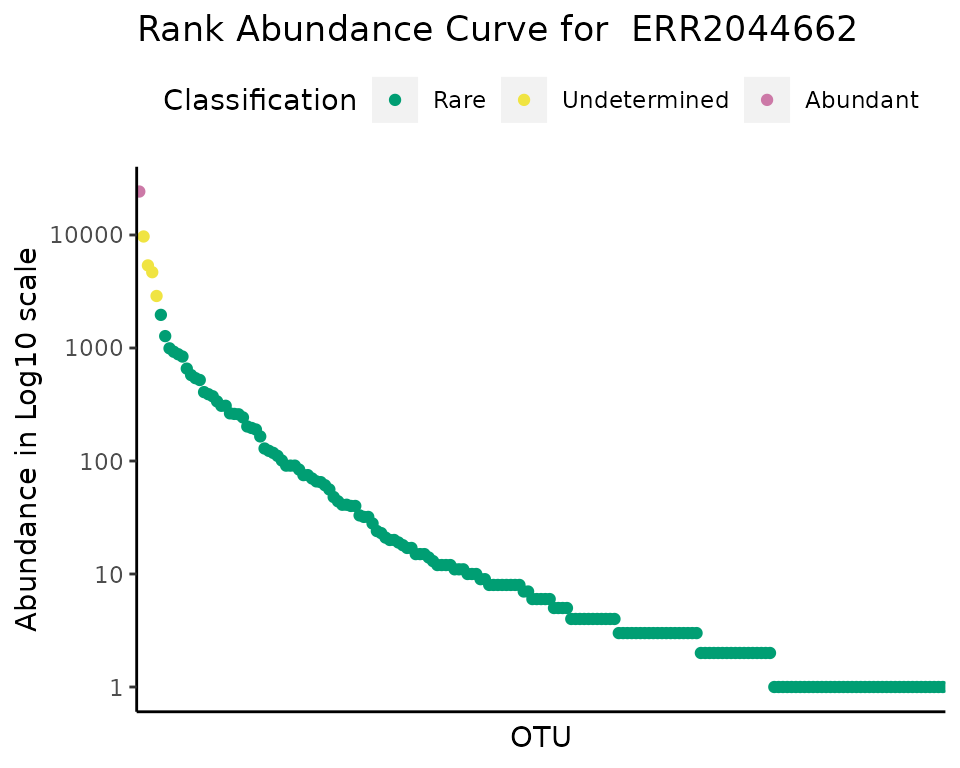 Rank Abundance Curve for  ERR2044662
Classification Rare Undetermined Abundant
Abundance in Log10 scale
10000
1000
100
10
1
OTU